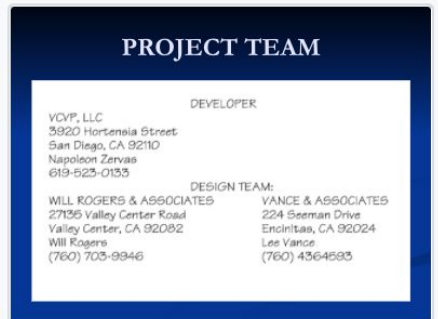 PROJECT TEAM
DEVELOPER
VCVP, LLC
3920 Hortensia Street
San Diego, CA 92110
Napoleon Zervas
619-523-0133
DESIGN TEAM:
WILL ROGERS & ASSOCIATES
27135 Valley Center Road
Valley Center, CA 92082
Will Rogers
(760) 703-9946
VANCE & ASSOCIATES
224 Seeman Drive
Encinitas, CA 92024
Lee Vance
(760) 4364593